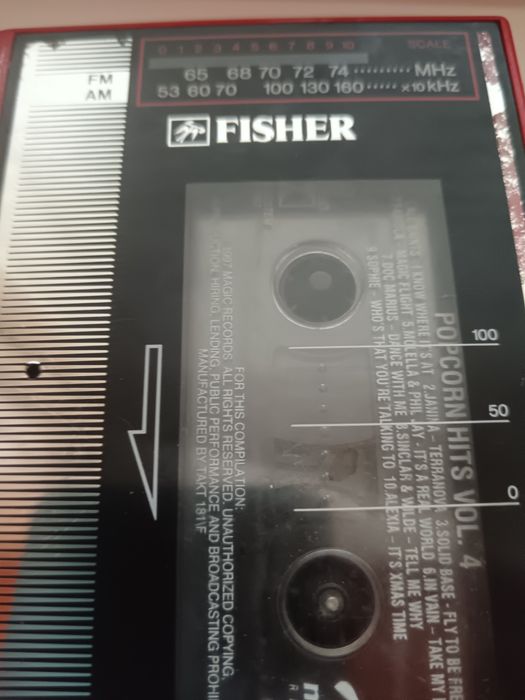 0 1 2 3 4 5 6 7 8 9 10 SCALE
FM 65 68 70 72 74 MHz
AM 53 60 70 100 130 160 x10 kHz
FISHER
100
50
0
POPCORN HITS VOL. 4
I KNOW WHERE IT'S AT 2.JANINA - TERRANOVA 3.SOLID BASE - FLY TO BE
MAGIC FLIGHT 5.MOLELLA & PHIL JAY - IT'S A REAL WORLD 6.IN VAIN - TAKE MY
7.DOC MARIUS - DANCE WITH ME 8.SINCLAR & WILDE - TELL ME WHY
9.SOPHIE - WHO'S THAT YOU'RE TALKING TO 10.ALEXIA - IT'S XMAS TIME
FOR THIS COMPILATION:
1997 MAGIC RECORDS. ALL RIGHTS RESERVED. UNAUTHORIZED COPYING,
HIRING, LENDING, PUBLIC PERFORMANCE AND BROADCASTING
MANUFACTURED BY TAKT 1811F